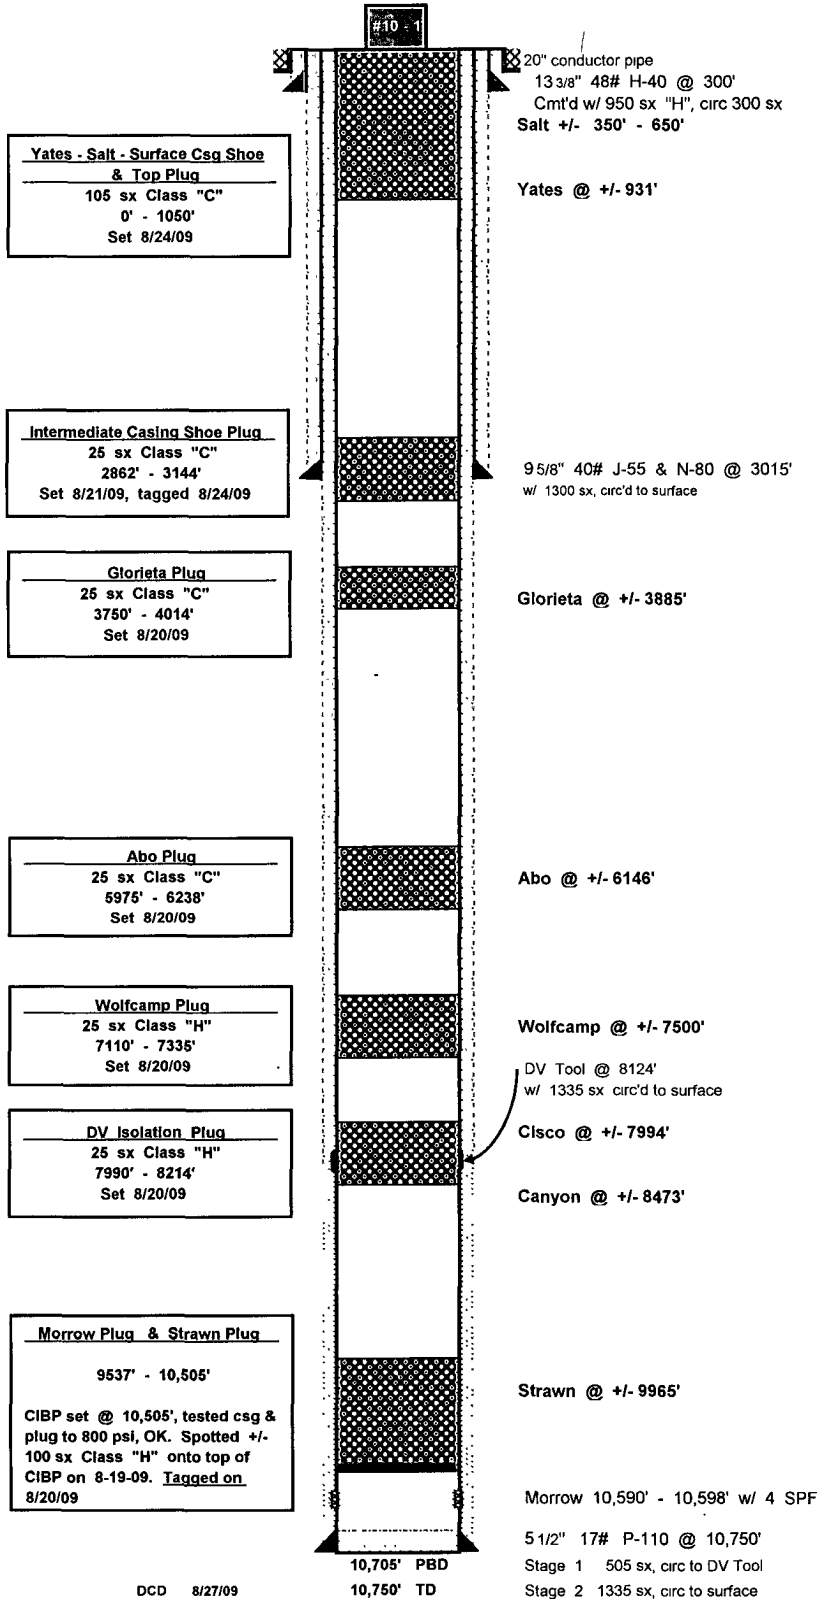 #10 - 1
20" conductor pipe
13 3/8" 48# H-40 @ 300'
Cmt'd w/ 950 sx "H", circ 300 sx
Salt +/- 350' - 650'
Yates - Salt - Surface Csg Shoe
& Top Plug
105 sx Class "C"
0' - 1050'
Set 8/24/09
Yates @ +/- 931'
Intermediate Casing Shoe Plug
25 sx Class "C"
2862' - 3144'
Set 8/21/09, tagged 8/24/09
9 5/8" 40# J-55 & N-80 @ 3015'
w/ 1300 sx, circ'd to surface
Glorieta Plug
25 sx Class "C"
3750' - 4014'
Set 8/20/09
Glorieta @ +/- 3885'
Abo Plug
25 sx Class "C"
5975' - 6238'
Set 8/20/09
Abo @ +/- 6146'
Wolfcamp Plug
25 sx Class "H"
7110' - 7335'
Set 8/20/09
Wolfcamp @ +/- 7500'
DV Tool @ 8124'
w/ 1335 sx circ'd to surface
DV Isolation Plug
25 sx Class "H"
7990' - 8214'
Set 8/20/09
Cisco @ +/- 7994'
Canyon @ +/- 8473'
Morrow Plug & Strawn Plug
9537' - 10,505'
CIBP set @ 10,505', tested csg &
plug to 800 psi, OK. Spotted +/-
100 sx Class "H" onto top of
CIBP on 8-19-09. Tagged on
8/20/09
Strawn @ +/- 9965'
Morrow 10,590' - 10,598' w/ 4 SPF
5 1/2" 17# P-110 @ 10,750'
10,705' PBD
Stage 1 505 sx, circ to DV Tool
DCD 8/27/09
10,750' TD
Stage 2 1335 sx, circ to surface